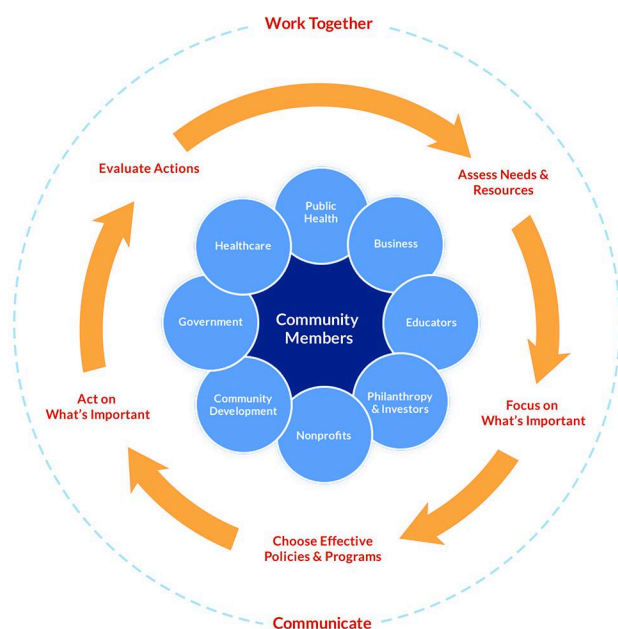 Work Together
Evaluate Actions
Assess Needs &
Resources
Public
Health
Healthcare
Business
Government
Community
Members
Educators
Community
Development
Philanthropy
& Investors
Nonprofits
Act on
What's Important
Focus on
What's Important
Choose Effective
Policies & Programs
Communicate